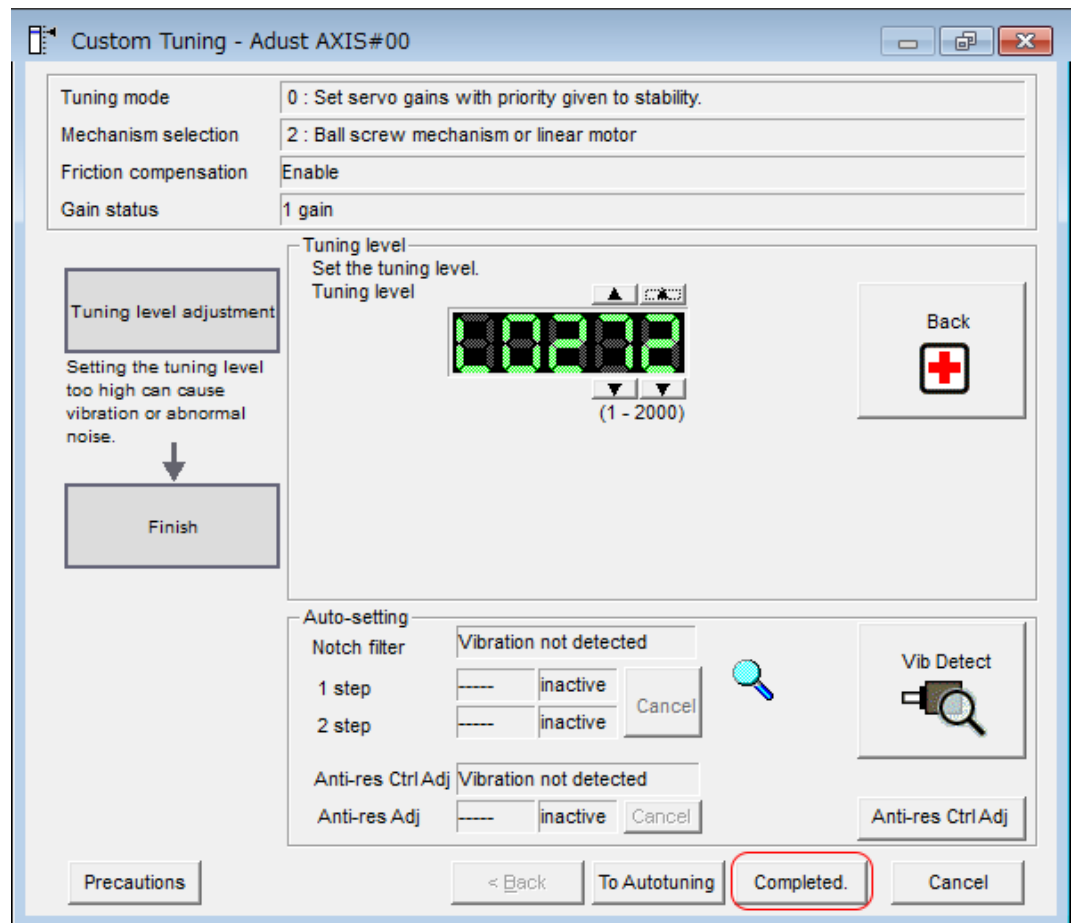 Custom Tuning - Adust AXIS#00
Tuning mode 0 : Set servo gains with priority given to stability.
Mechanism selection 2 : Ball screw mechanism or linear motor
Friction compensation Enable
Gain status 1 gain
Tuning level
Set the tuning level.
Tuning level
L0272
(1 - 2000)
Back
Tuning level adjustment
Setting the tuning level
too high can cause
vibration or abnormal
noise.
Finish
Auto-setting
Notch filter Vibration not detected
1 step ----- inactive
2 step ----- inactive
Cancel
Vib Detect
Anti-res Ctrl Adj Vibration not detected
Anti-res Adj ----- inactive Cancel
Anti-res Ctrl Adj
Precautions < Back To Autotuning Completed. Cancel